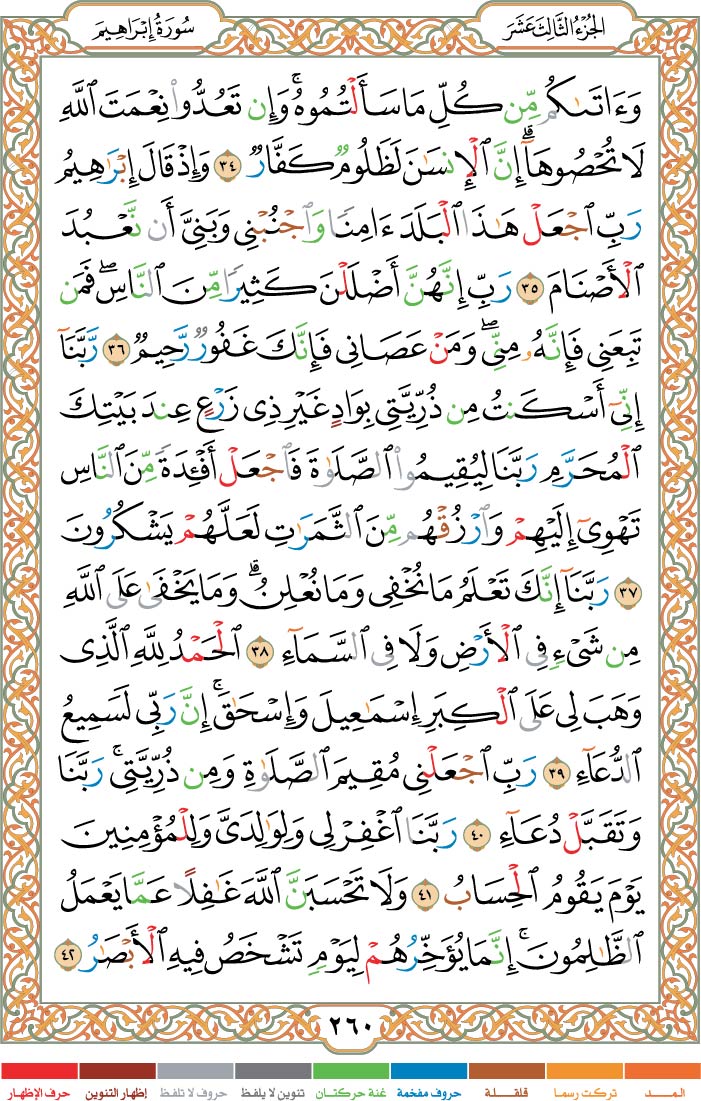 الجُزْءُ الثَّالِثَ عَشَرَ
سُورَةُ إِبْرَاهِيمَ
وَءَاتَىٰكُم مِّن كُلِّ مَا سَأَلْتُمُوهُ ۚ وَإِن تَعُدُّوا۟ نِعْمَتَ ٱللَّهِ
لَا تُحْصُوهَآ ۗ إِنَّ ٱلْإِنسَٰنَ لَظَلُومٌ كَفَّارٌ ٣٤ وَإِذْ قَالَ إِبْرَٰهِيمُ
رَبِّ ٱجْعَلْ هَٰذَا ٱلْبَلَدَ ءَامِنًا وَٱجْنُبْنِى وَبَنِىَّ أَن نَّعْبُدَ
ٱلْأَصْنَامَ ٣٥ رَبِّ إِنَّهُنَّ أَضْلَلْنَ كَثِيرًا مِّنَ ٱلنَّاسِ ۖ فَمَن
تَبِعَنِى فَإِنَّهُۥ مِنِّى ۖ وَمَنْ عَصَانِى فَإِنَّكَ غَفُورٌ رَّحِيمٌ ٣٦ رَّبَّنَآ
إِنِّىٓ أَسْكَنتُ مِن ذُرِّيَّتِى بِوَادٍ غَيْرِ ذِى زَرْعٍ عِندَ بَيْتِكَ
ٱلْمُحَرَّمِ رَبَّنَا لِيُقِيمُوا۟ ٱلصَّلَوٰةَ فَٱجْعَلْ أَفْـِٔدَةً مِّنَ ٱلنَّاسِ
تَهْوِىٓ إِلَيْهِمْ وَٱرْزُقْهُم مِّنَ ٱلثَّمَرَٰتِ لَعَلَّهُمْ يَشْكُرُونَ
٣٧ رَبَّنَآ إِنَّكَ تَعْلَمُ مَا نُخْفِى وَمَا نُعْلِنُ ۗ وَمَا يَخْفَىٰ عَلَى ٱللَّهِ
مِن شَىْءٍ فِى ٱلْأَرْضِ وَلَا فِى ٱلسَّمَآءِ ٣٨ ٱلْحَمْدُ لِلَّهِ ٱلَّذِى
وَهَبَ لِى عَلَى ٱلْكِبَرِ إِسْمَٰعِيلَ وَإِسْحَٰقَ ۚ إِنَّ رَبِّى لَسَمِيعُ
ٱلدُّعَآءِ ٣٩ رَبِّ ٱجْعَلْنِى مُقِيمَ ٱلصَّلَوٰةِ وَمِن ذُرِّيَّتِى ۚ رَبَّنَا
وَتَقَبَّلْ دُعَآءِ ٤٠ رَبَّنَا ٱغْفِرْ لِى وَلِوَٰلِدَىَّ وَلِلْمُؤْمِنِينَ
يَوْمَ يَقُومُ ٱلْحِسَابُ ٤١ وَلَا تَحْسَبَنَّ ٱللَّهَ غَٰفِلًا عَمَّا يَعْمَلُ
ٱلظَّٰلِمُونَ ۚ إِنَّمَا يُؤَخِّرُهُمْ لِيَوْمٍ تَشْخَصُ فِيهِ ٱلْأَبْصَٰرُ ٤٢
٢٦٠
المــد تركت رسما قلقلة حروف مفخمة غنة حركتان تنوين لا يلفظ حروف لا تلفظ إظهار التنوين حرف الإظهار